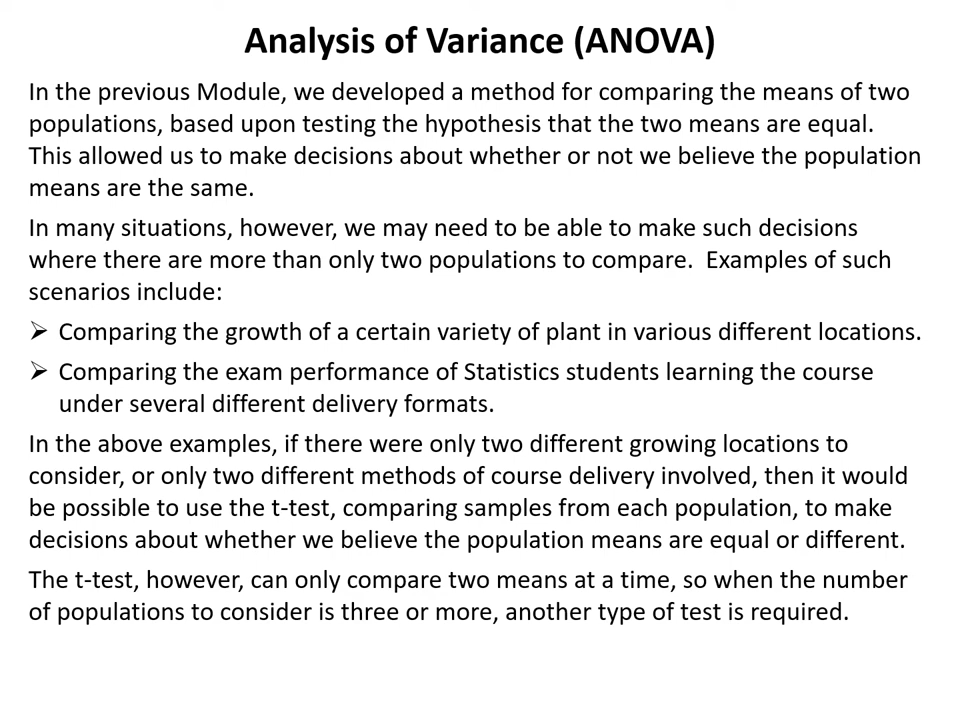 Analysis of Variance (ANOVA)
In the previous Module, we developed a method for comparing the means of two
populations, based upon testing the hypothesis that the two means are equal.
This allowed us to make decisions about whether or not we believe the population
means are the same.
In many situations, however, we may need to be able to make such decisions
where there are more than only two populations to compare.  Examples of such
scenarios include:
➢ Comparing the growth of a certain variety of plant in various different locations.
➢ Comparing the exam performance of Statistics students learning the course
under several different delivery formats.
In the above examples, if there were only two different growing locations to
consider, or only two different methods of course delivery involved, then it would
be possible to use the t-test, comparing samples from each population, to make
decisions about whether we believe the population means are equal or different.
The t-test, however, can only compare two means at a time, so when the number
of populations to consider is three or more, another type of test is required.